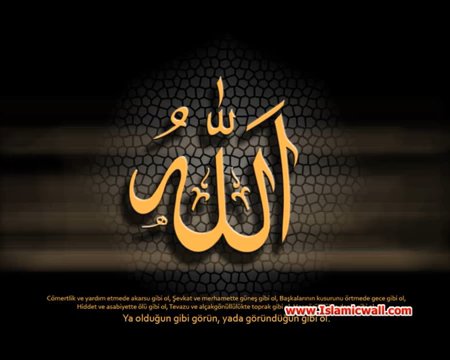 الله
Cömertlik ve yardım etmede akarsu gibi ol, Şevkat ve merhamette güneş gibi ol, Başkalarının kusurunu örtmede gece gibi ol,
Hiddet ve asabiyette ölü gibi ol, Tevazu ve alçakgönüllülükte toprak gibi
www.Islamicwall.com
Ya olduğun gibi görün, yada göründüğün gibi ol.